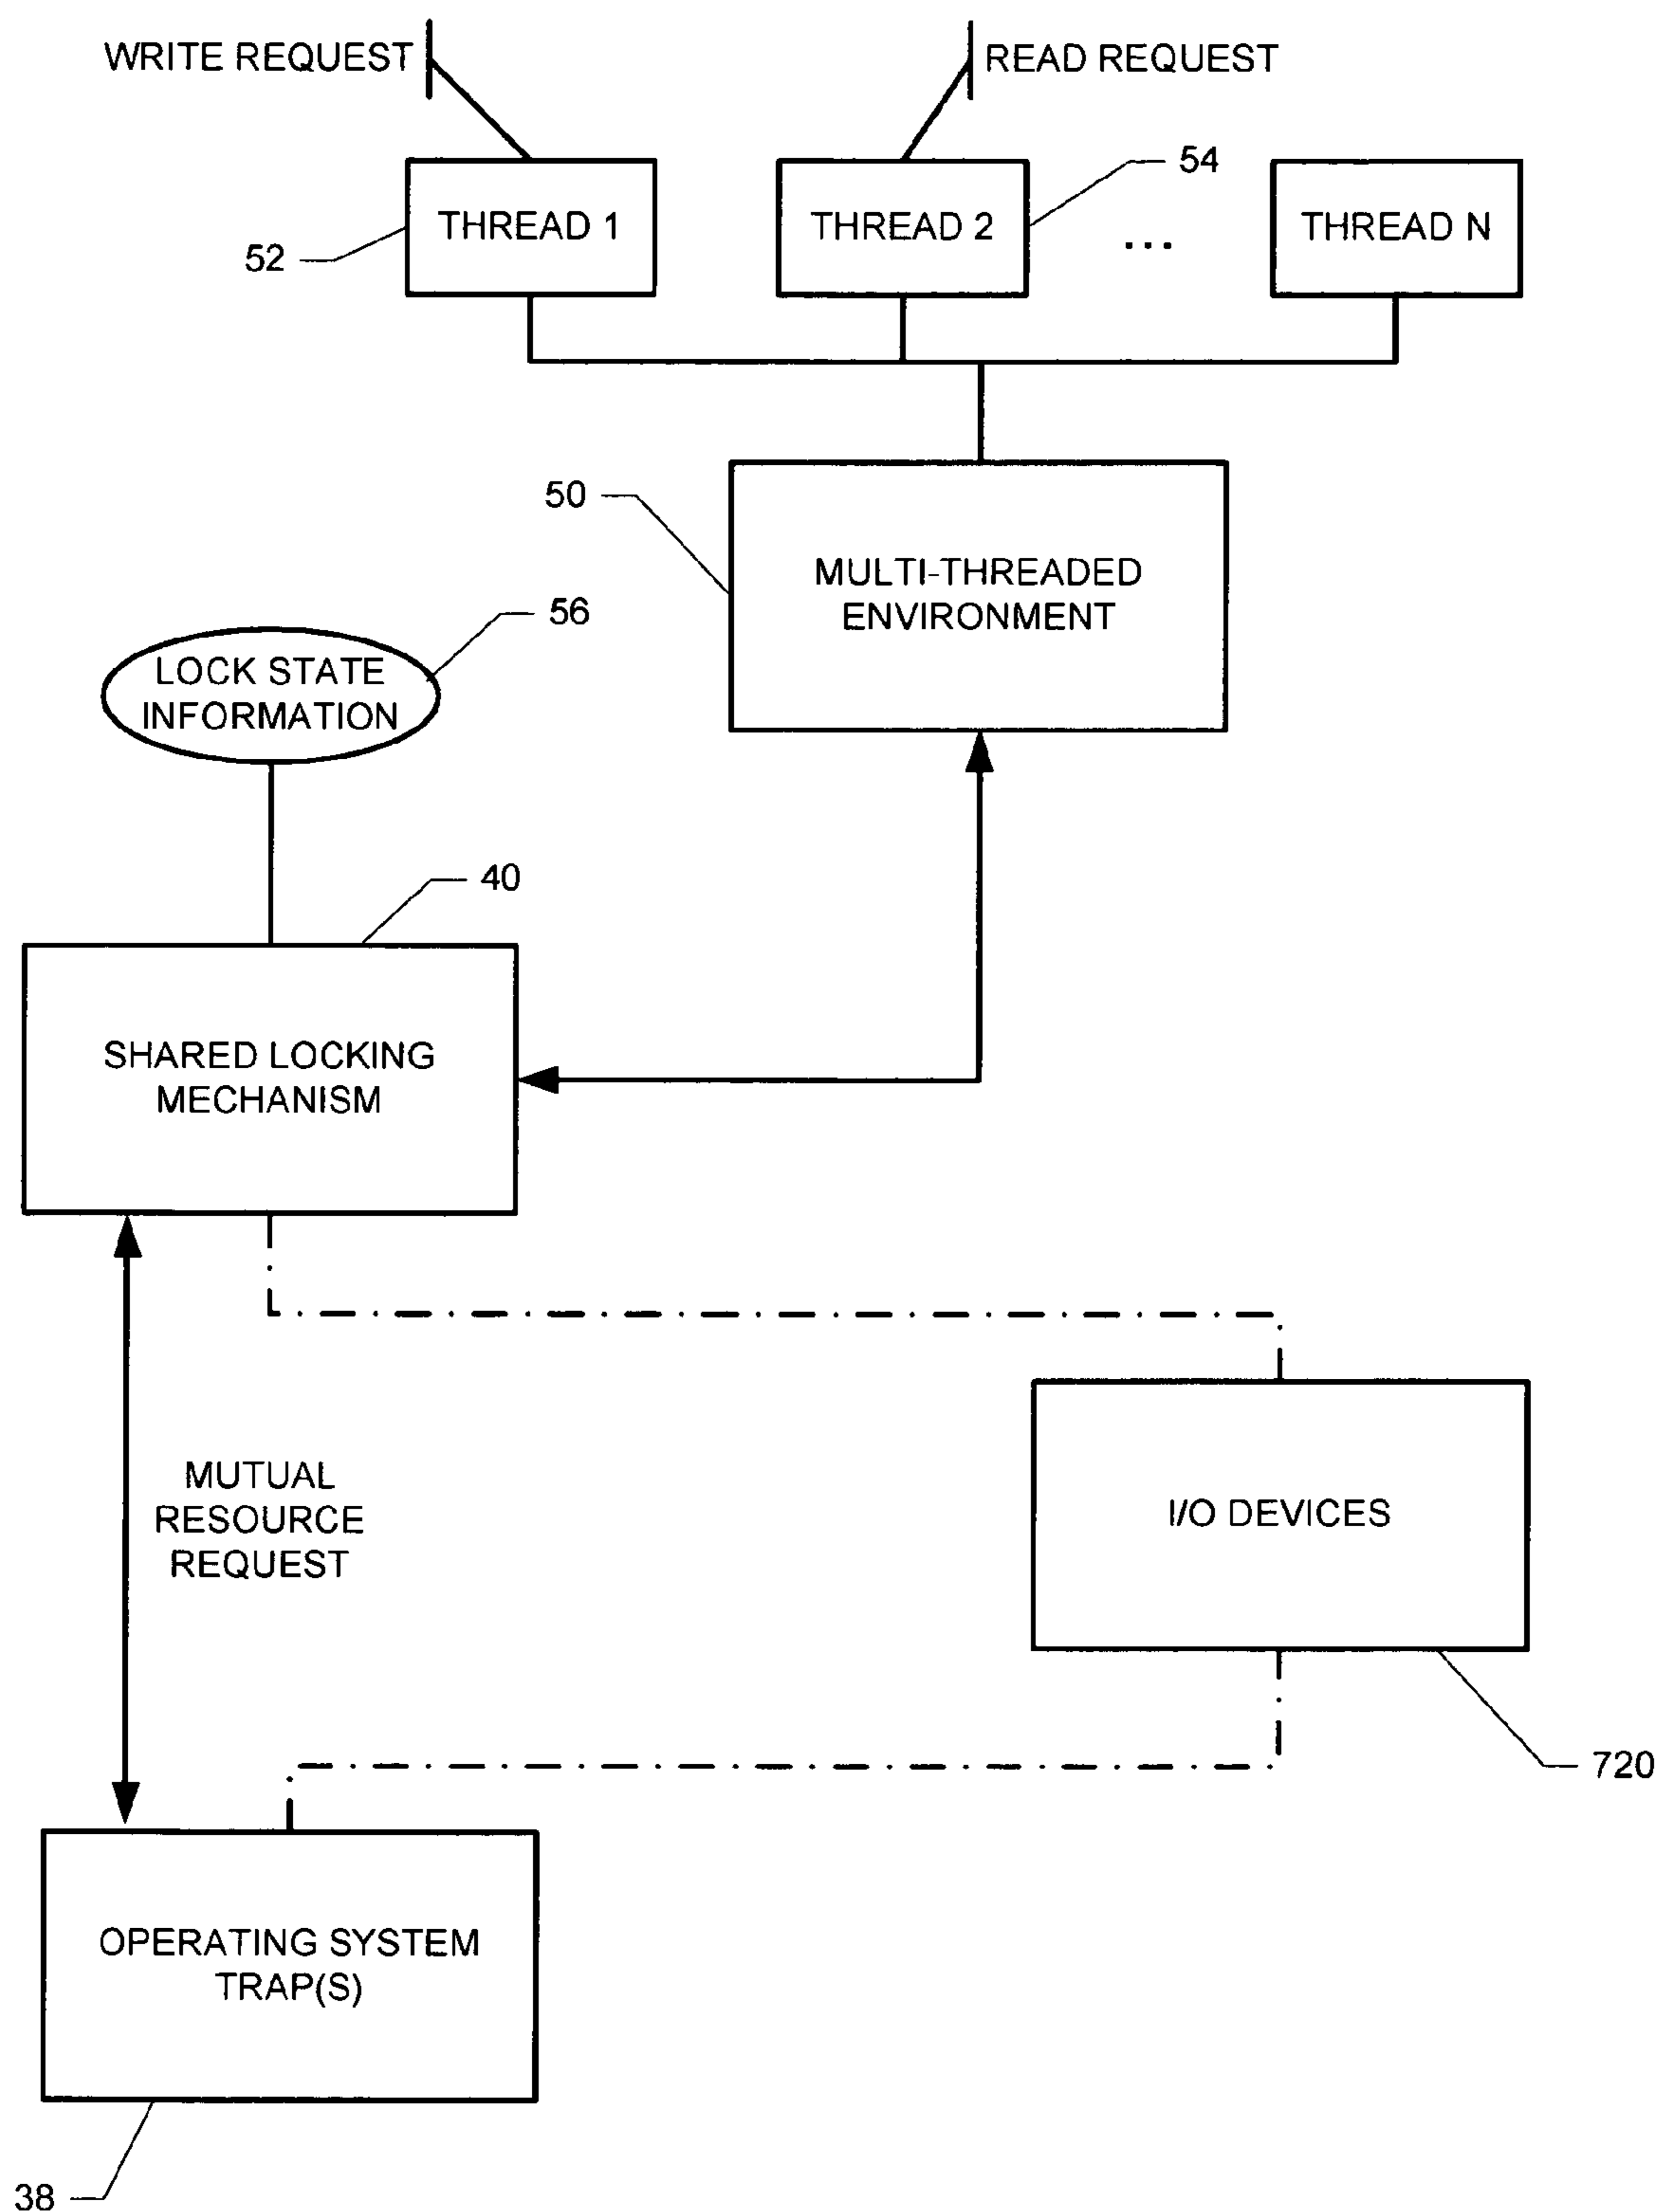 WRITE REQUEST
READ REQUEST
54
THREAD 1
THREAD 2
...
THREAD N
52
50
MULTI-THREADED
ENVIRONMENT
56
LOCK STATE
INFORMATION
40
SHARED LOCKING
MECHANISM
MUTUAL
RESOURCE
REQUEST
I/O DEVICES
720
OPERATING SYSTEM
TRAP(S)
38